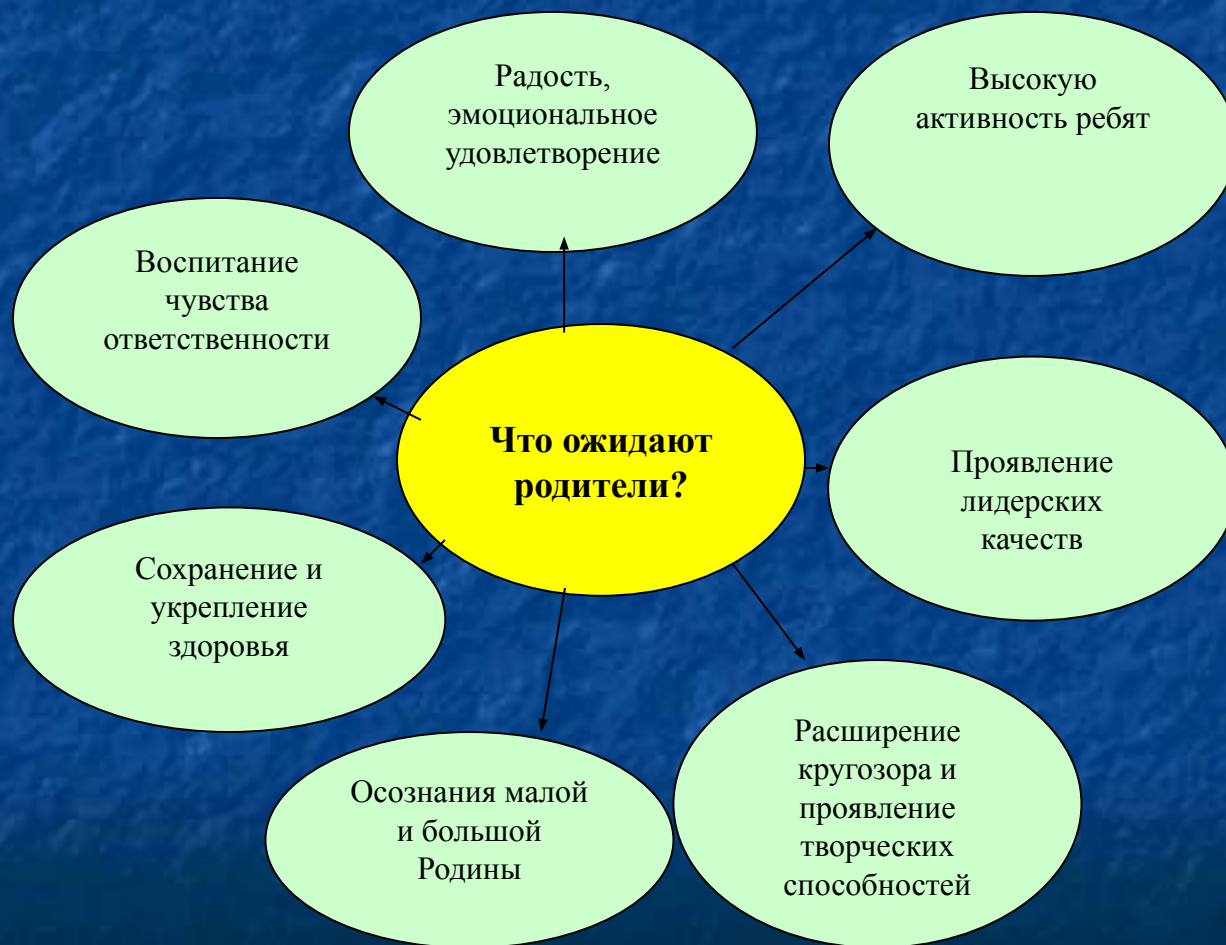 Радость,
эмоциональное
удовлетворение
Высокую
активность ребят
Воспитание
чувства
ответственности
Что ожидают
родители?
Проявление
лидерских
качеств
Сохранение и
укрепление
здоровья
Осознания малой
и большой
Родины
Расширение
кругозора и
проявление
творческих
способностей